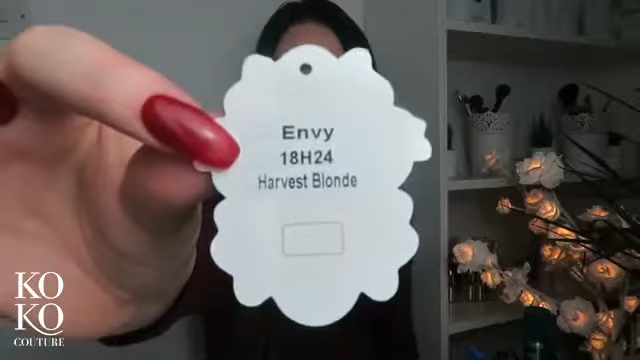 Envy
18H24
Harvest Blonde
KO
KO
COUTURE